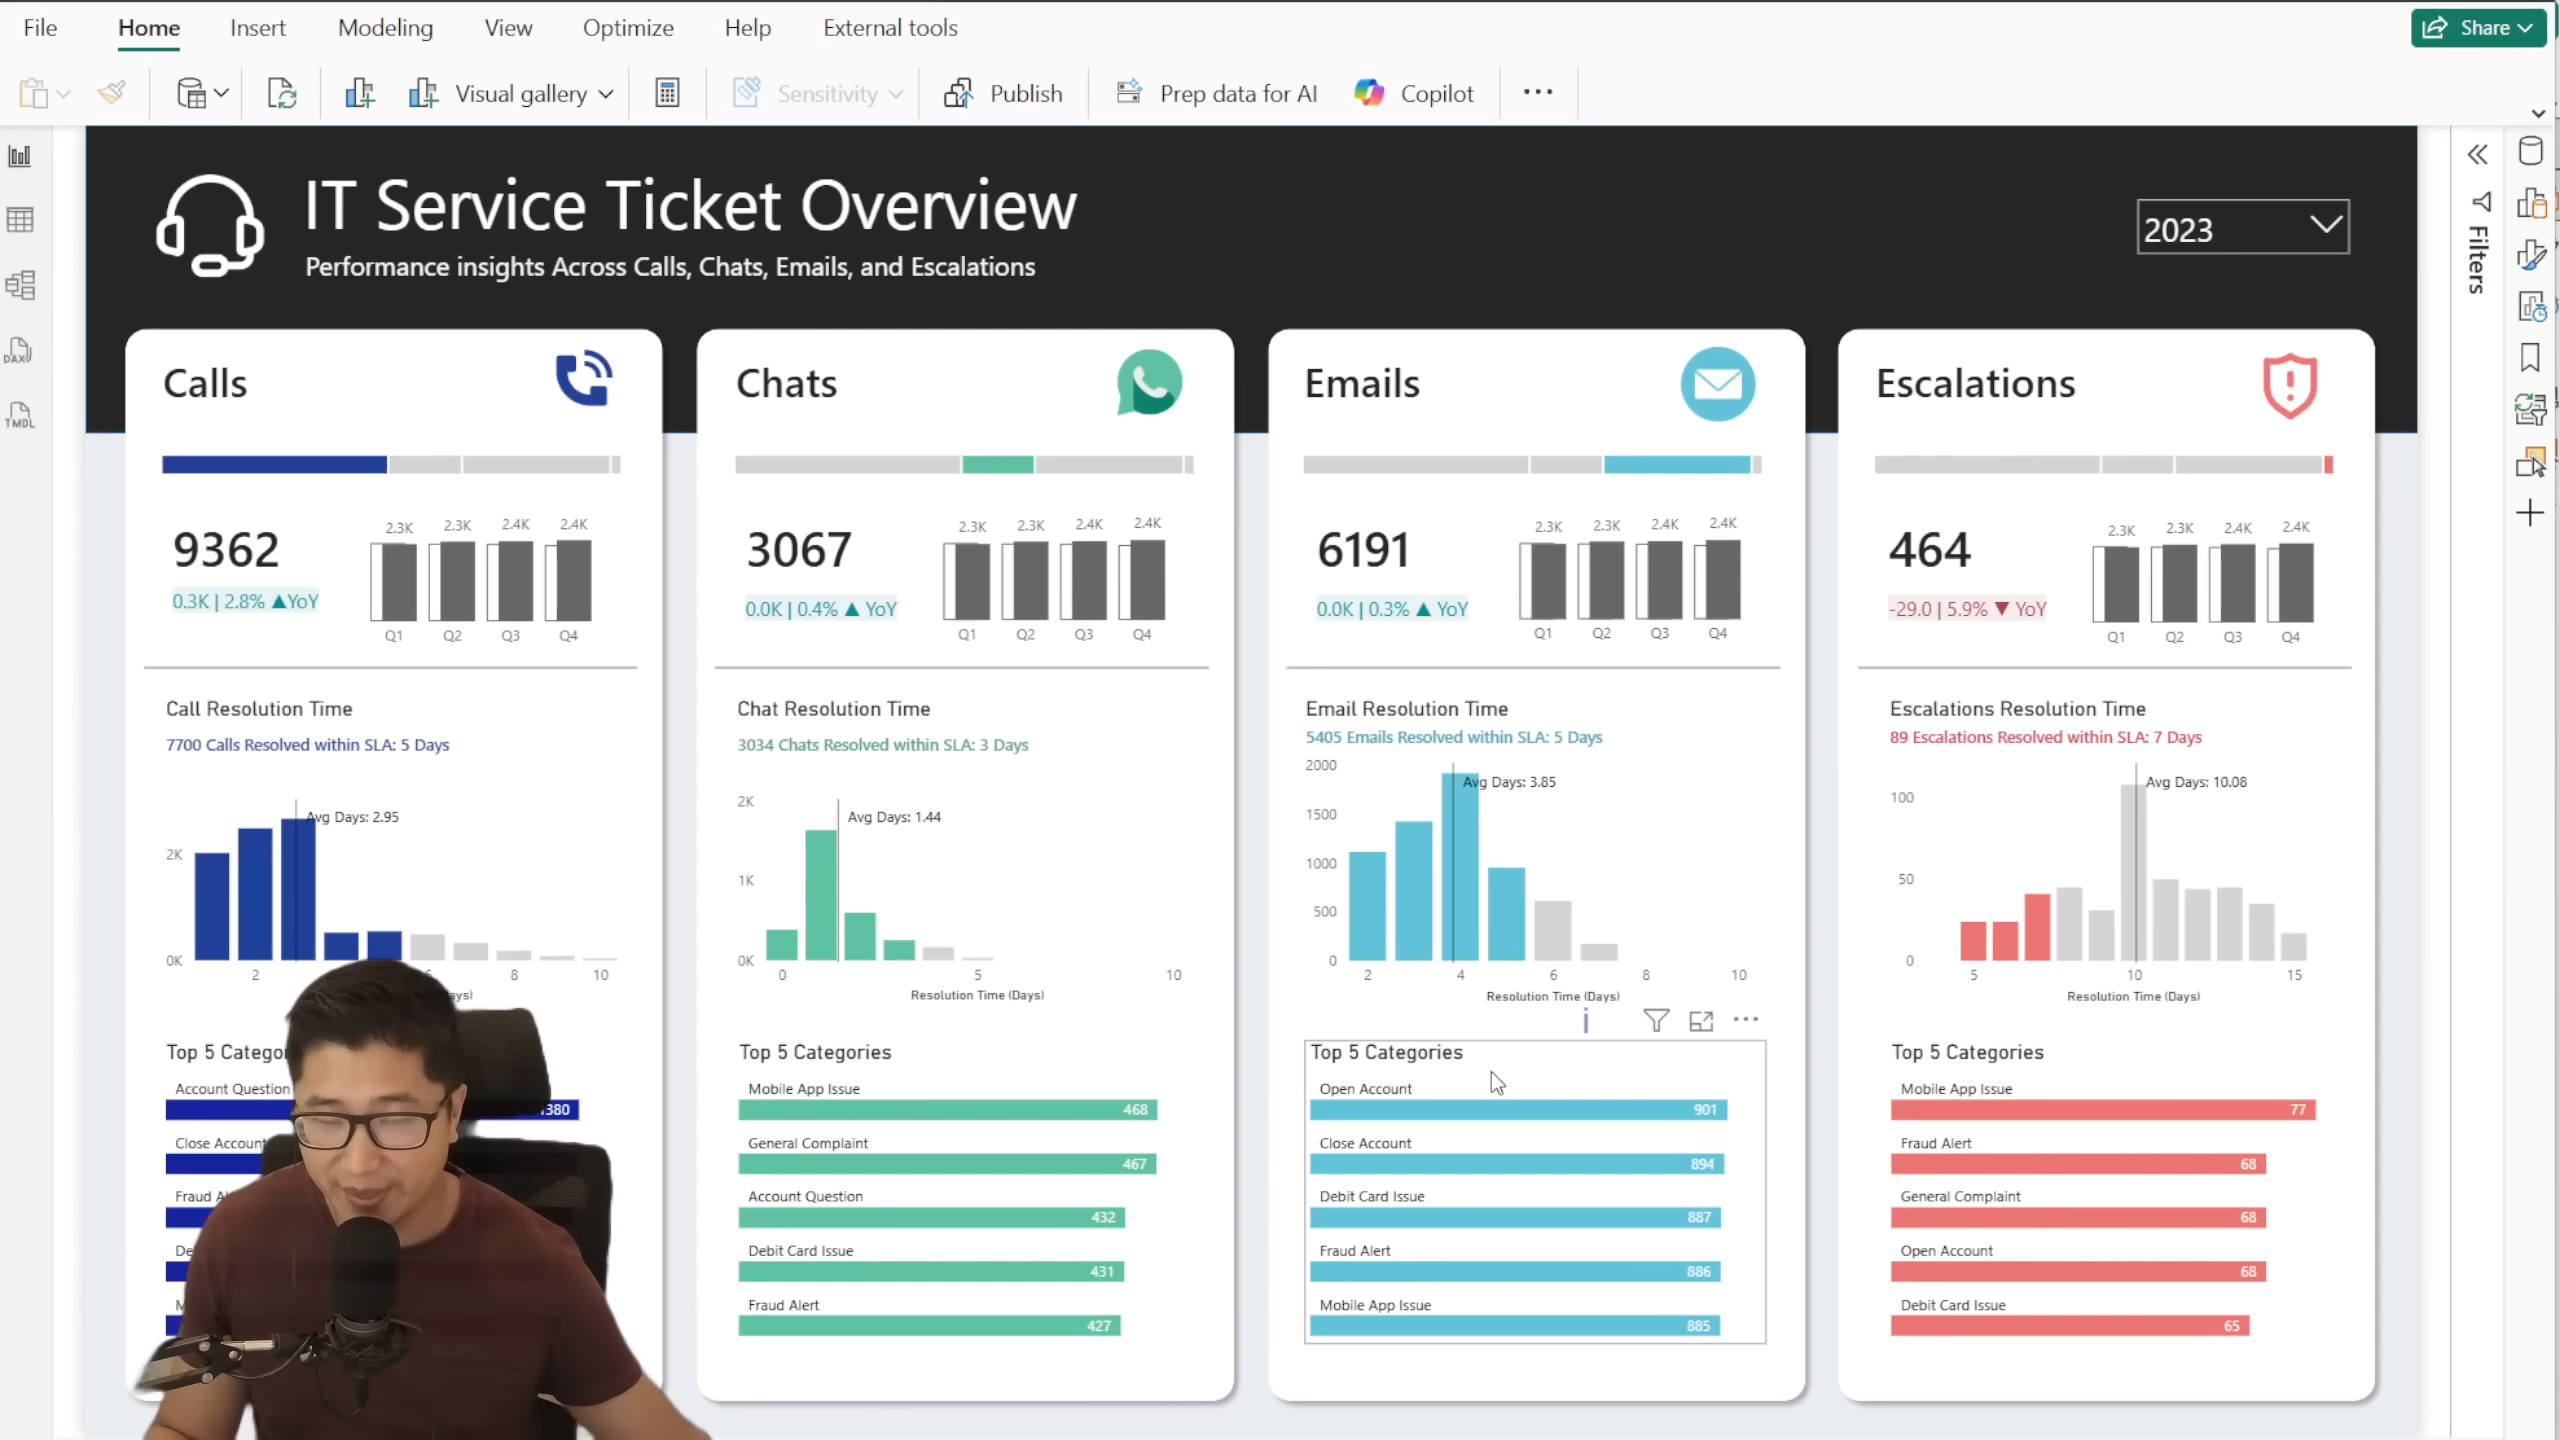 File Home Insert Modeling View Optimize Help External tools Share
Visual gallery Sensitivity Publish Prep data for AI Copilot
DAX
TMDL
Filters
IT Service Ticket Overview
Performance insights Across Calls, Chats, Emails, and Escalations
2023
Calls
9362
0.3K | 2.8% ▲YoY
2.3K 2.3K 2.4K 2.4K
Q1 Q2 Q3 Q4
Call Resolution Time
7700 Calls Resolved within SLA: 5 Days
Avg Days: 2.95
2K
0K
2 8 10
Top 5
Account Question
Close Account
Chats
3067
0.0K | 0.4% ▲ YoY
2.3K 2.3K 2.4K 2.4K
Q1 Q2 Q3 Q4
Chat Resolution Time
3034 Chats Resolved within SLA: 3 Days
2K
Avg Days: 1.44
1K
0K
0 5 10
Resolution Time (Days)
Top 5 Categories
Mobile App Issue
468
General Complaint
467
Account Question
432
Debit Card Issue
431
Fraud Alert
427
Emails
6191
0.0K | 0.3% ▲ YoY
2.3K 2.3K 2.4K 2.4K
Q1 Q2 Q3 Q4
Email Resolution Time
5405 Emails Resolved within SLA: 5 Days
2000
Avg Days: 3.85
1500
1000
500
0
2 4 6 8 10
Resolution Time (Days)
Top 5 Categories
Open Account
901
Close Account
894
Debit Card Issue
887
Fraud Alert
886
Mobile App Issue
885
Escalations
464
-29.0 | 5.9% ▼ YoY
2.3K 2.3K 2.4K 2.4K
Q1 Q2 Q3 Q4
Escalations Resolution Time
89 Escalations Resolved within SLA: 7 Days
Avg Days: 10.08
100
50
0
5 10 15
Resolution Time (Days)
Top 5 Categories
Mobile App Issue
77
Fraud Alert
68
General Complaint
68
Open Account
68
Debit Card Issue
65